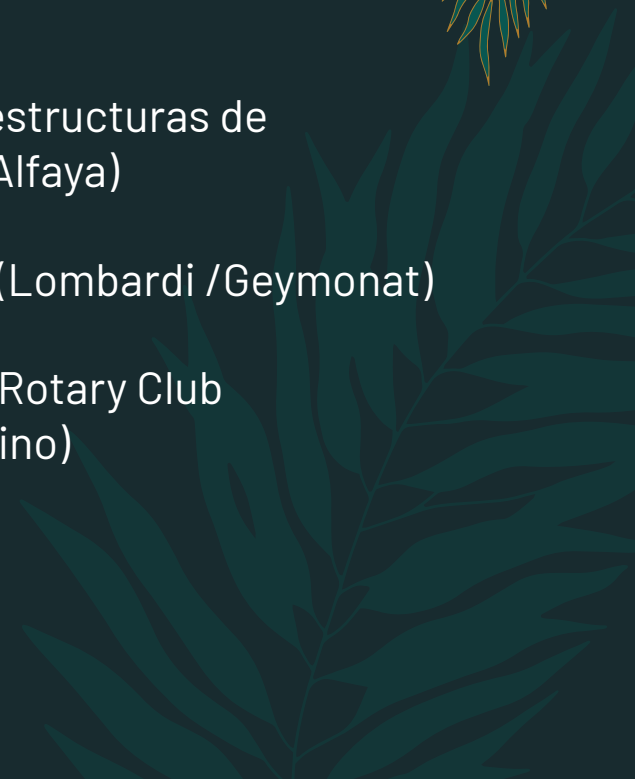 estructuras de
Alfaya)
(Lombardi /Geymonat)
Rotary Club
ino)